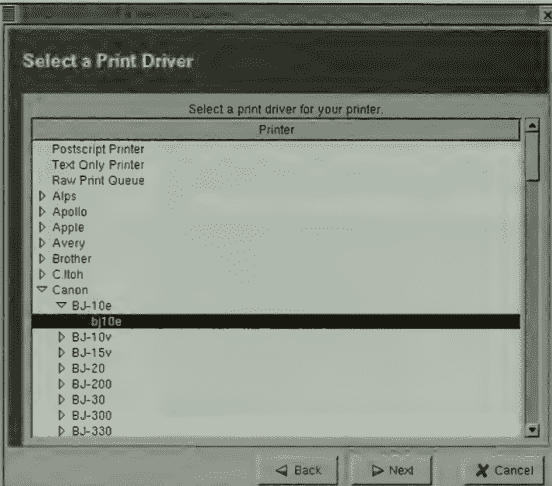 Select a Print Driver
Select a print driver for your printer.
Printer
Postscript Printer
Text Only Printer
Raw Print Queue
Alps
Apollo
Apple
Avery
Brother
C.Itoh
Canon
BJ-10e
bj10e
BJ-10v
BJ-15v
BJ-20
BJ-200
BJ-30
BJ-300
BJ-330
Back
Next
Cancel